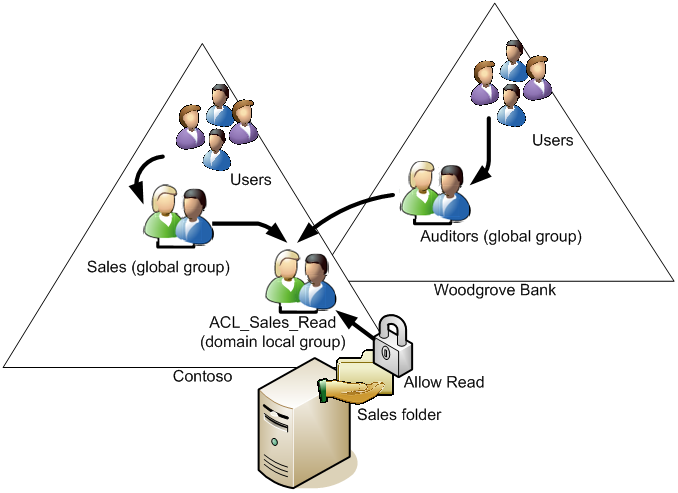 Users
Users
Sales (global group)
Auditors (global group)
Woodgrove Bank
ACL_Sales_Read
(domain local group)
Contoso
Allow Read
Sales folder